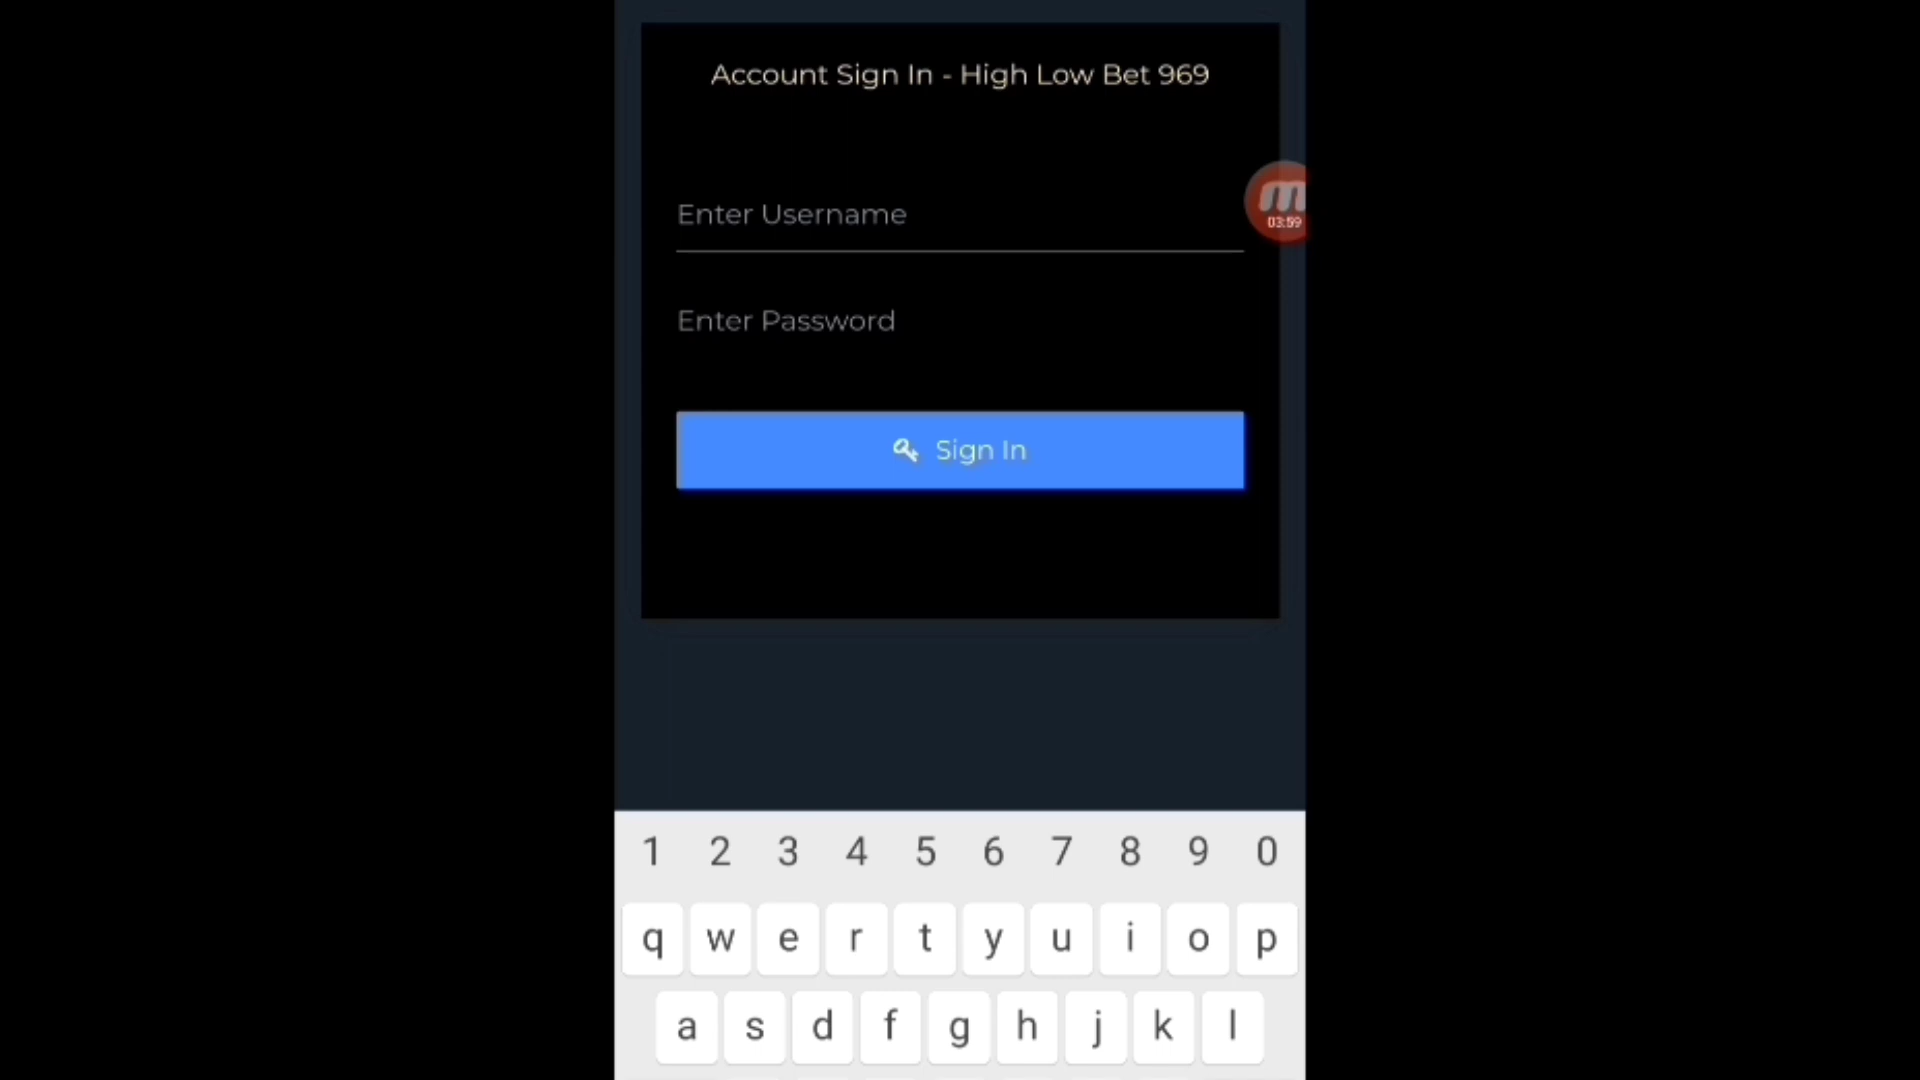 Account Sign In - High Low Bet 969
Enter Username
m
03:59
Enter Password
Sign In
1 2 3 4 5 6 7 8 9 0
q w e r t y u i o p
a s d f g h j k l